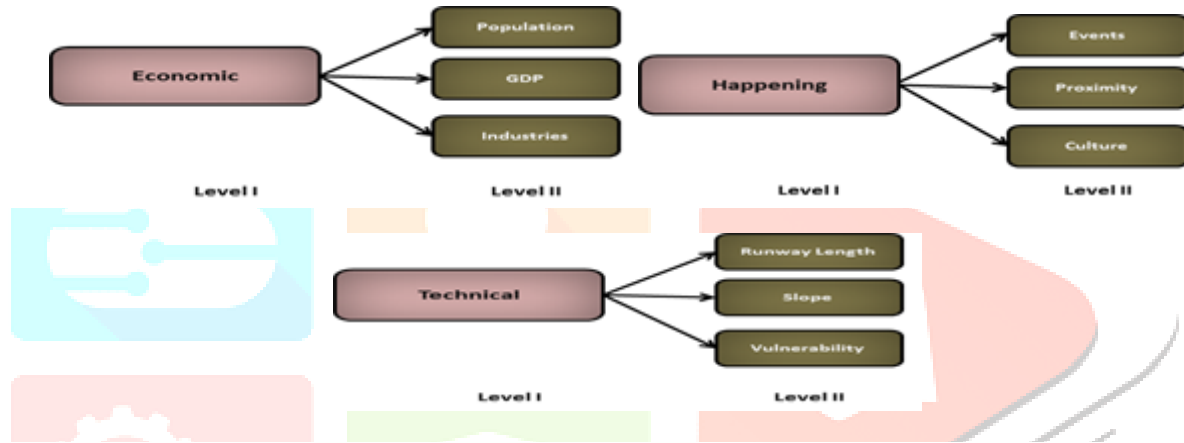 Economic
Population
GDP
Industries
Level I
Level II
Happening
Events
Proximity
Culture
Level I
Level II
Technical
Runway Length
Slope
Vulnerability
Level I
Level II